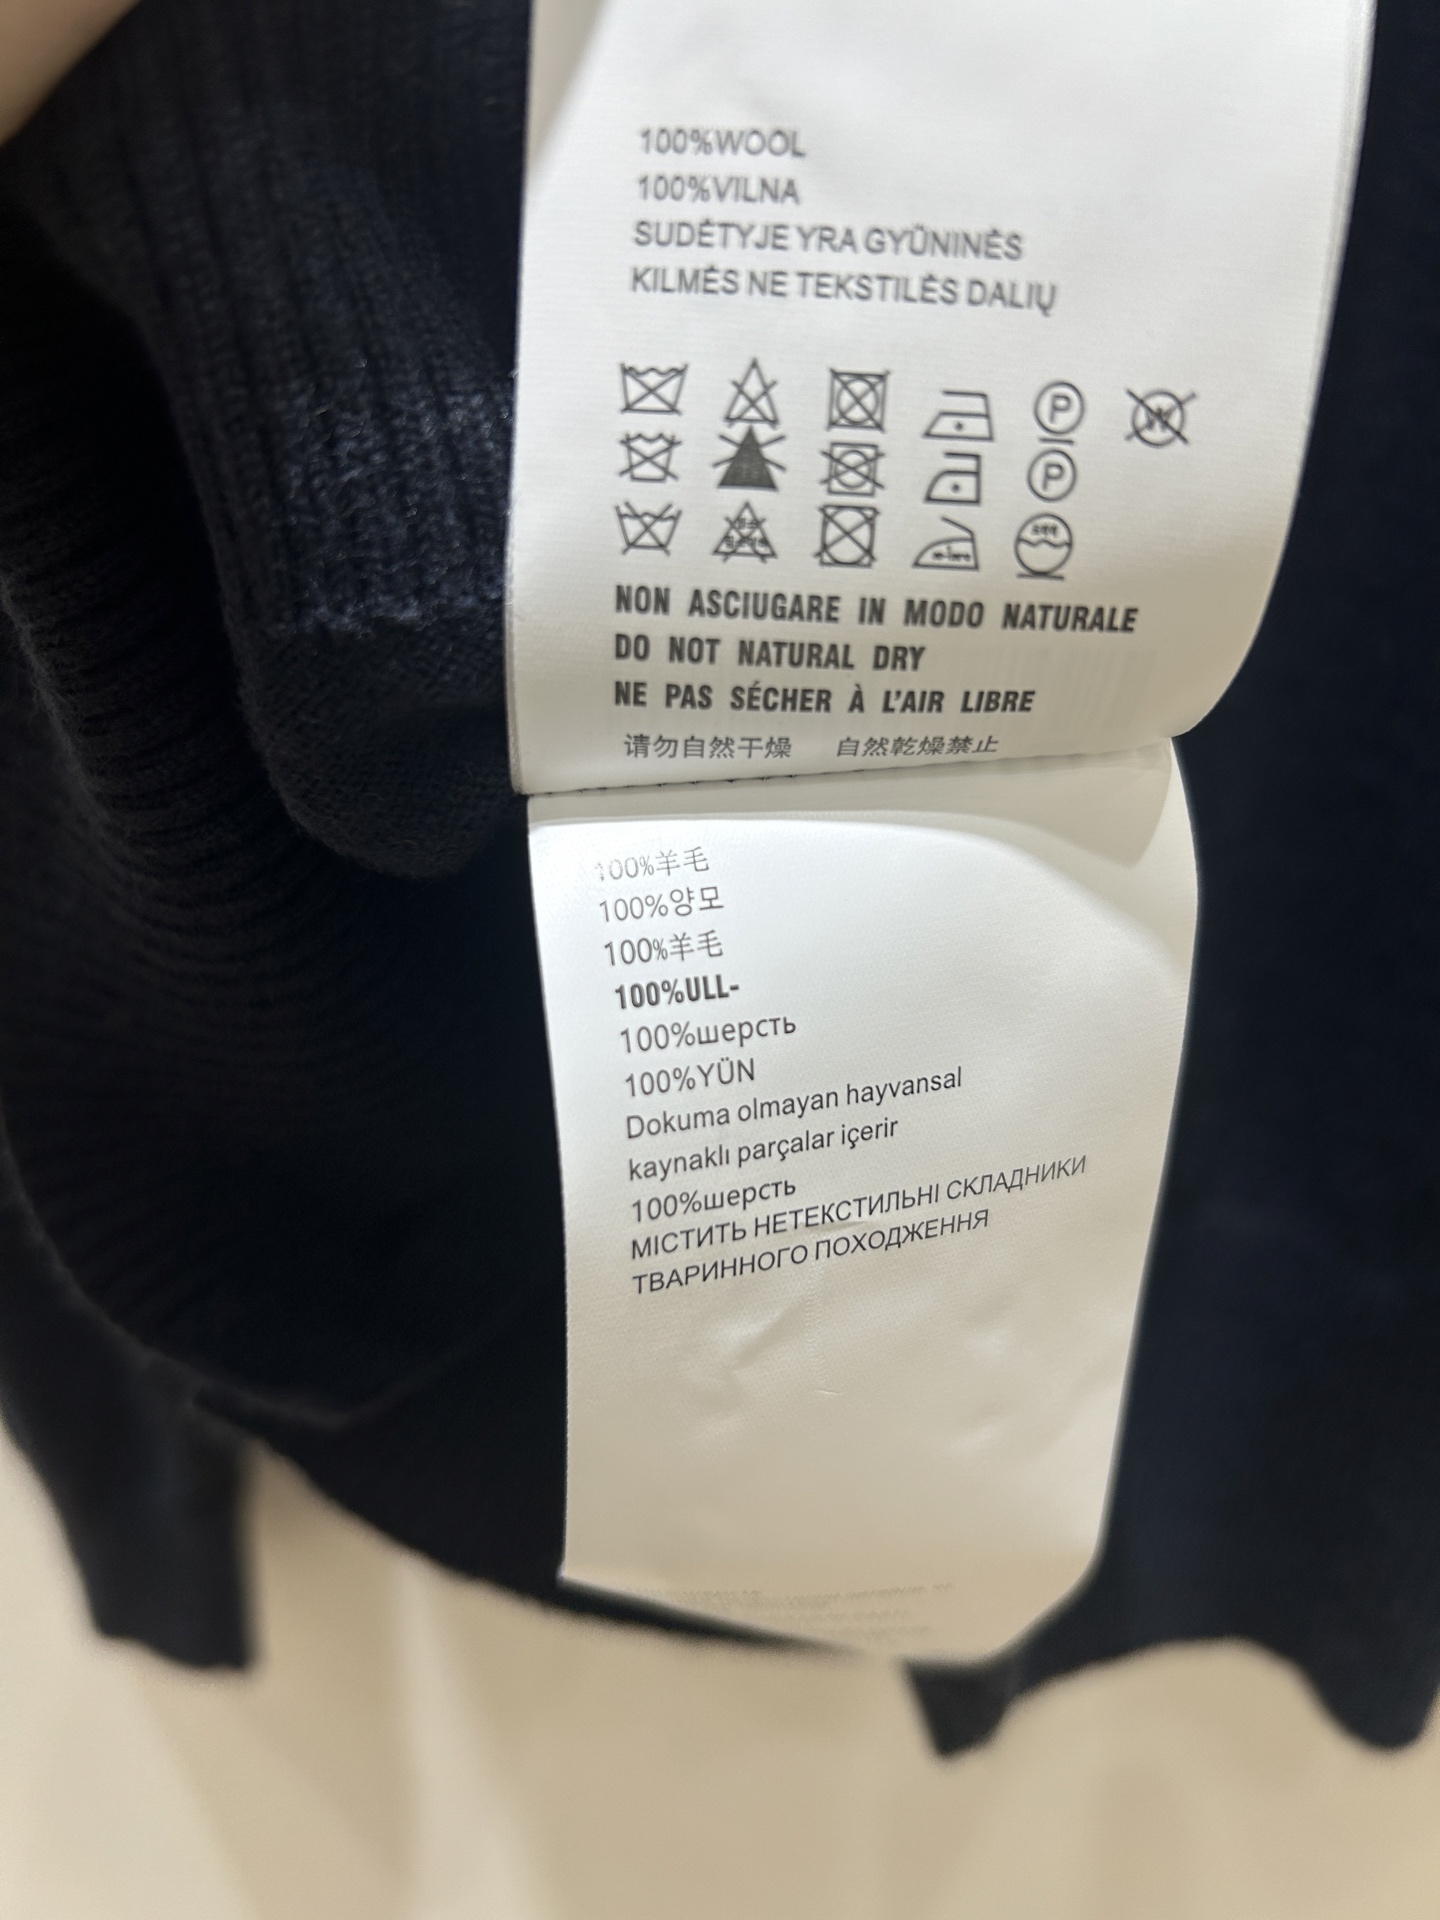 100%WOOL
100%VILNA
SUDĖTYJE YRA GYŪNINĖS
KILMĖS NE TEKSTILĖS DALIŲ
P
P
NON ASCIUGARE IN MODO NATURALE
DO NOT NATURAL DRY
NE PAS SÉCHER À L'AIR LIBRE
请勿自然干燥 自然乾燥禁止
100%羊毛
100%양모
100%羊毛
100%ULL-
100%шерсть
100%YÜN
Dokuma olmayan hayvansal
kaynaklı parçalar içerir
100%шерсть
МІСТИТЬ НЕТЕКСТИЛЬНІ СКЛАДНИКИ
ТВАРИННОГО ПОХОДЖЕННЯ